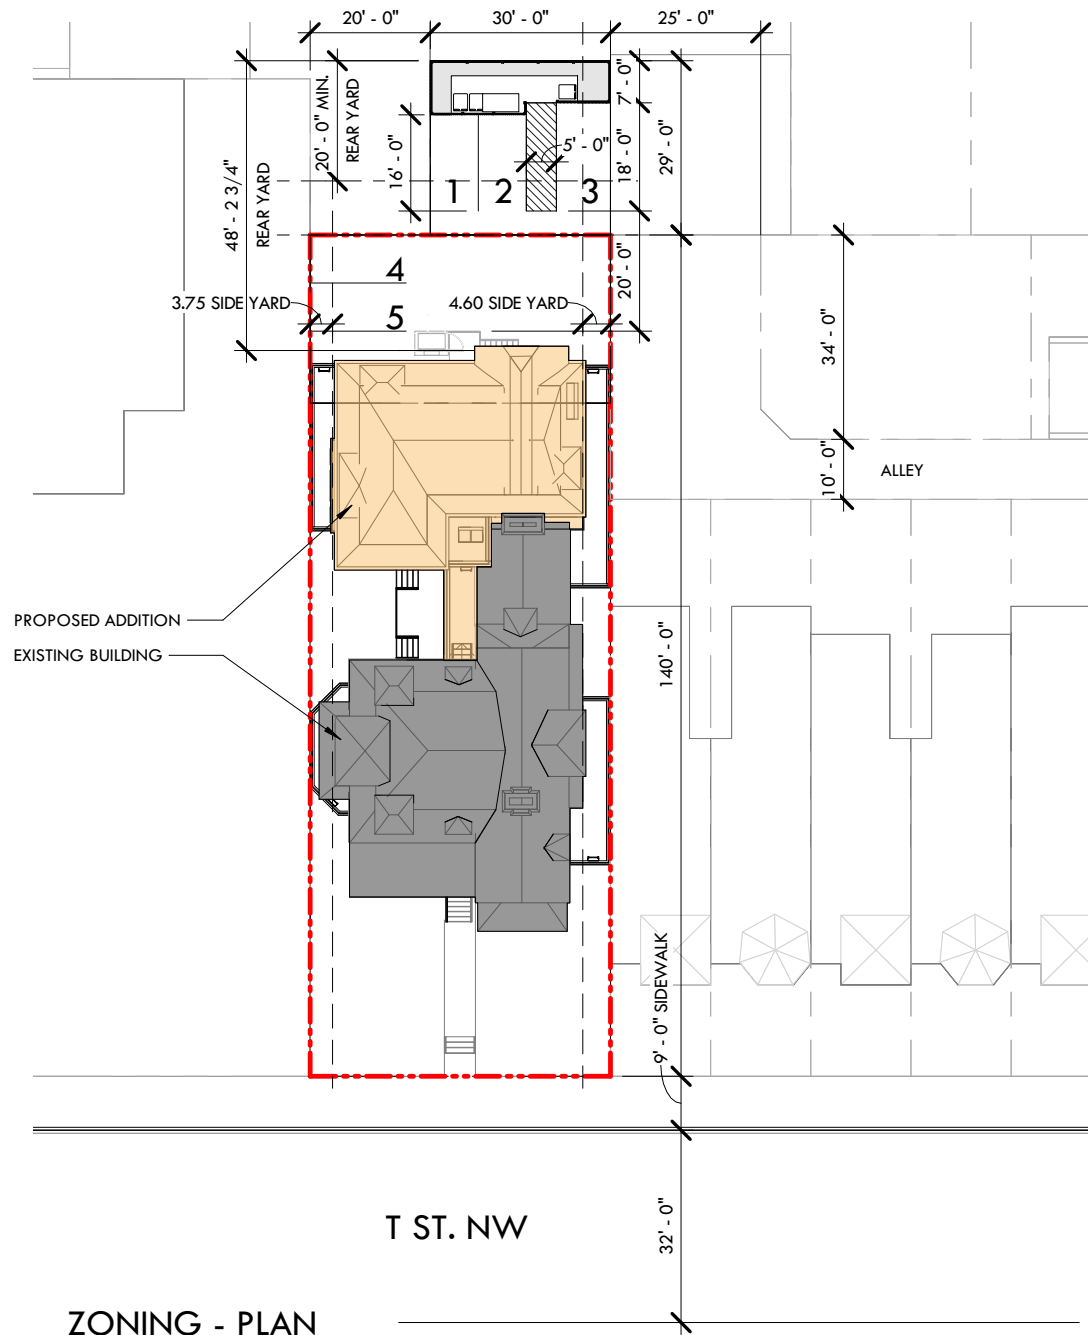 20' - 0"
30' - 0"
25' - 0"
20' - 0" MIN.
REAR YARD
48' - 2 3/4"
REAR YARD
16' - 0"
7' - 0"
5' - 0"
18' - 0"
29' - 0"
1
2
3
4
3.75 SIDE YARD
4.60 SIDE YARD
20' - 0"
5
34' - 0"
10' - 0"
ALLEY
PROPOSED ADDITION
EXISTING BUILDING
140' - 0"
9' - 0" SIDEWALK
T ST. NW
32' - 0"
ZONING - PLAN